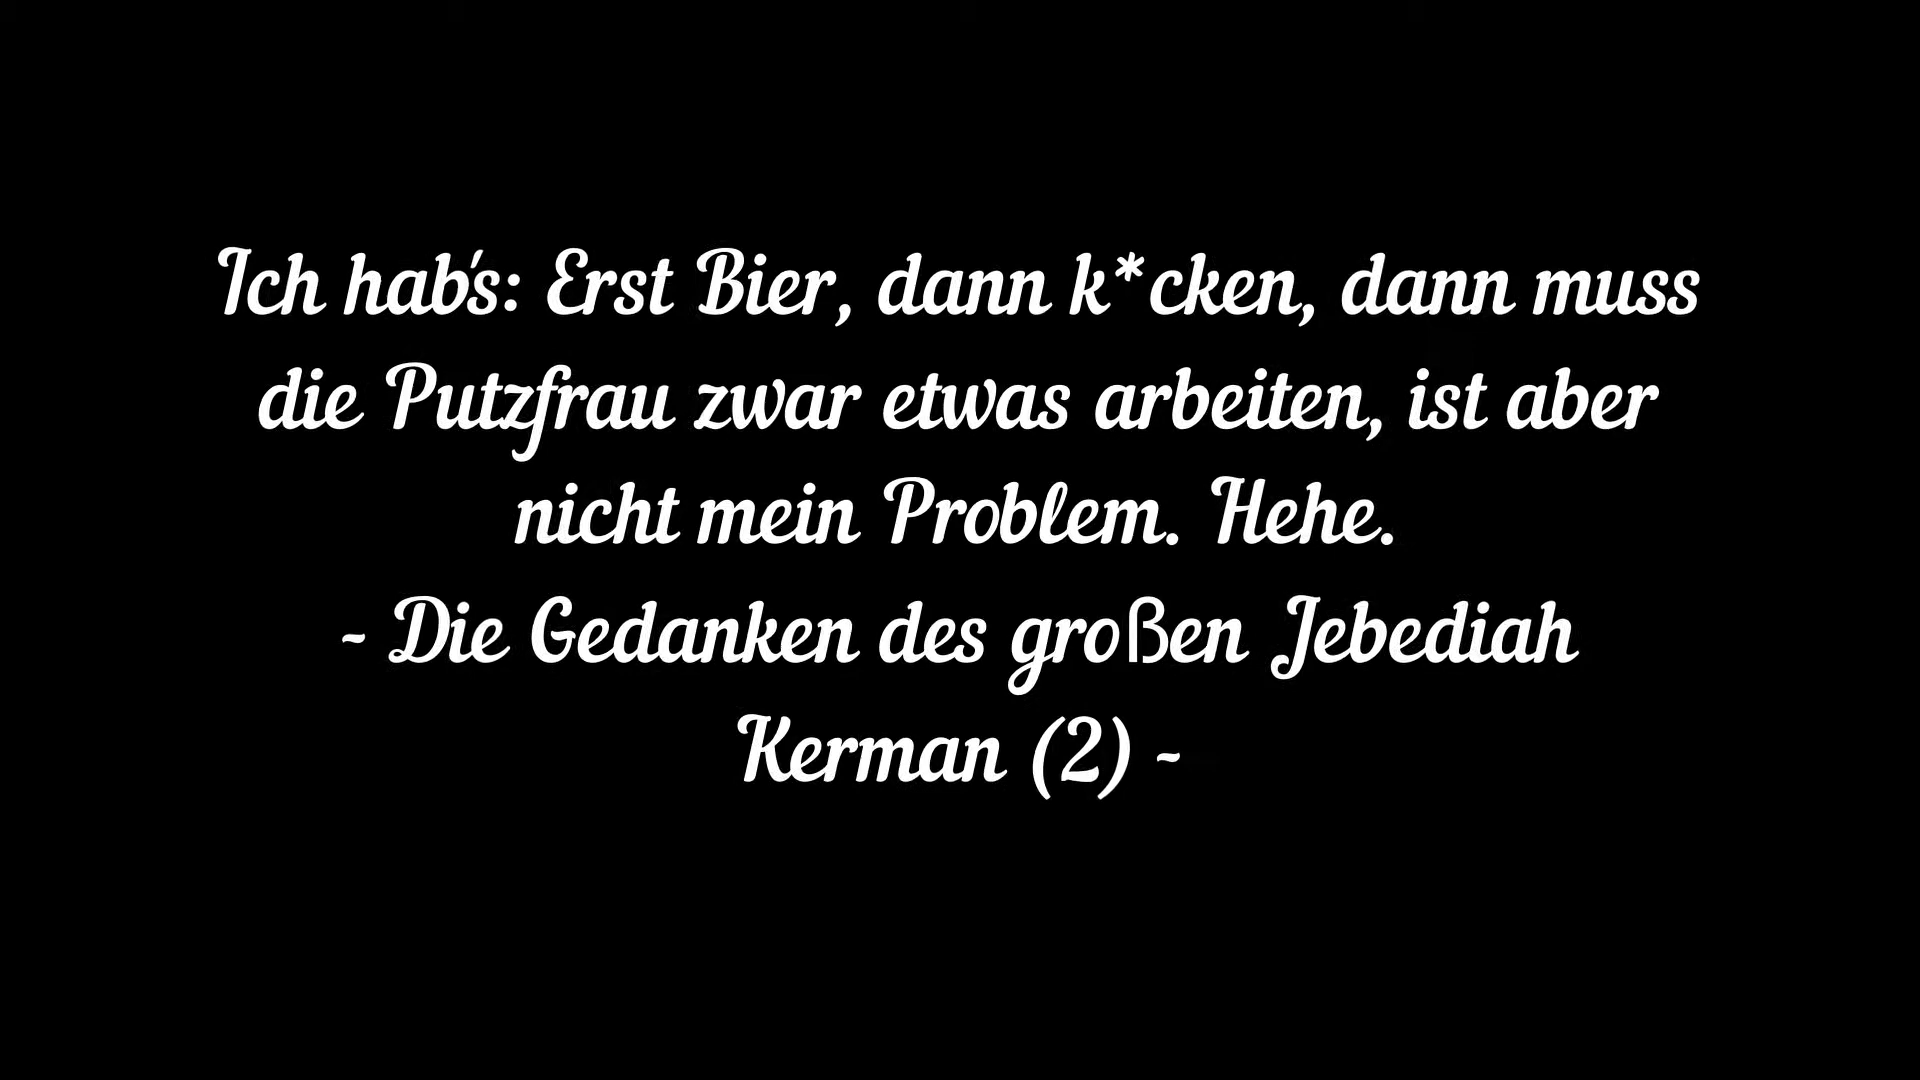 Ich hab's: Erst Bier, dann k*cken, dann muss
die Putzfrau zwar etwas arbeiten, ist aber
nicht mein Problem. Hehe.
- Die Gedanken des großen Jebediah
Kerman (2) -